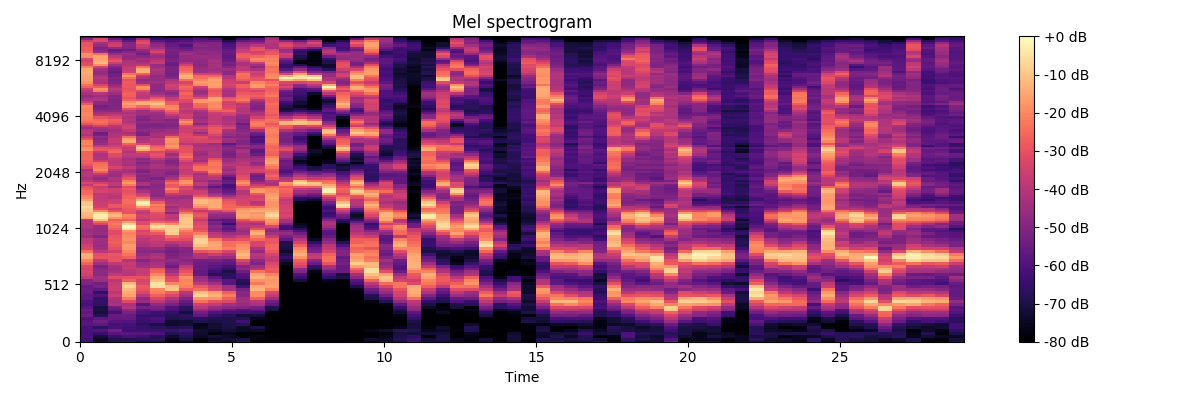 Mel spectrogram
+0 dB
8192
-10 dB
4096
-20 dB
-30 dB
Hz
2048
-40 dB
1024
-50 dB
-60 dB
512
-70 dB
0
-80 dB
0 5 10 15 20 25
Time